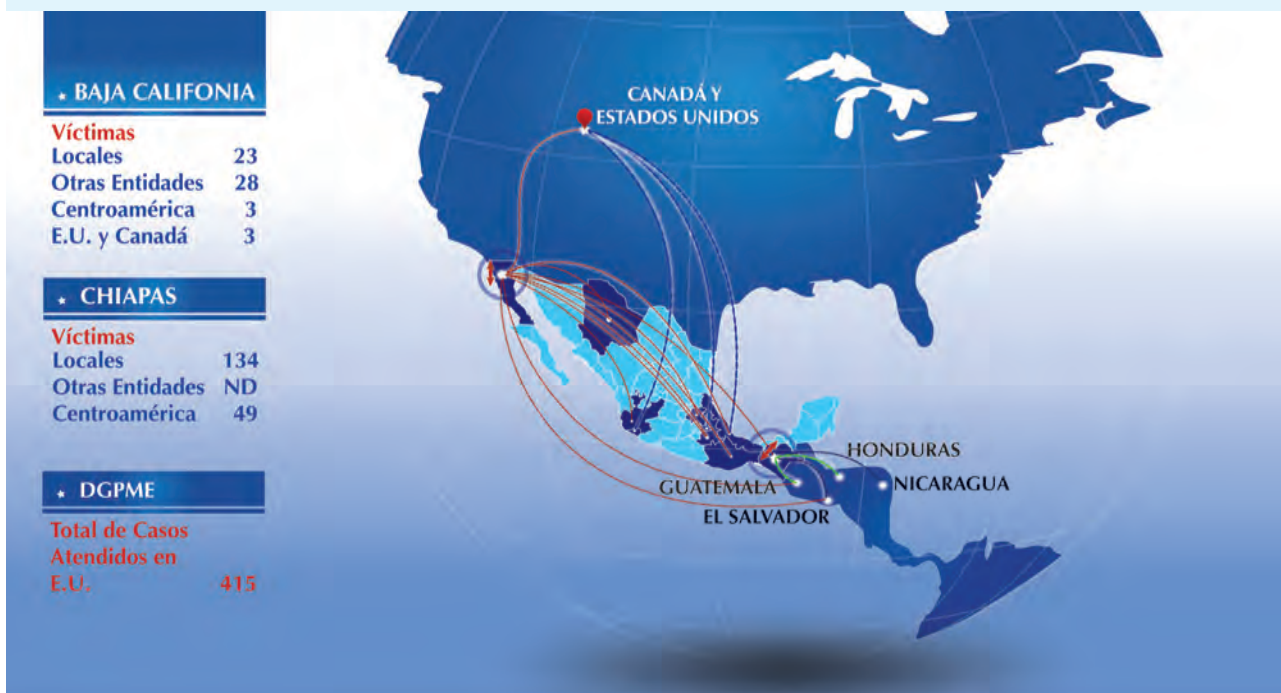 ★ BAJA CALIFONIA
Víctimas
Locales 23
Otras Entidades 28
Centroamérica 3
E.U. y Canadá 3
★ CHIAPAS
Víctimas
Locales 134
Otras Entidades ND
Centroamérica 49
★ DGPME
Total de Casos
Atendidos en
E.U. 415
CANADÁ Y
ESTADOS UNIDOS
HONDURAS
GUATEMALA
NICARAGUA
EL SALVADOR